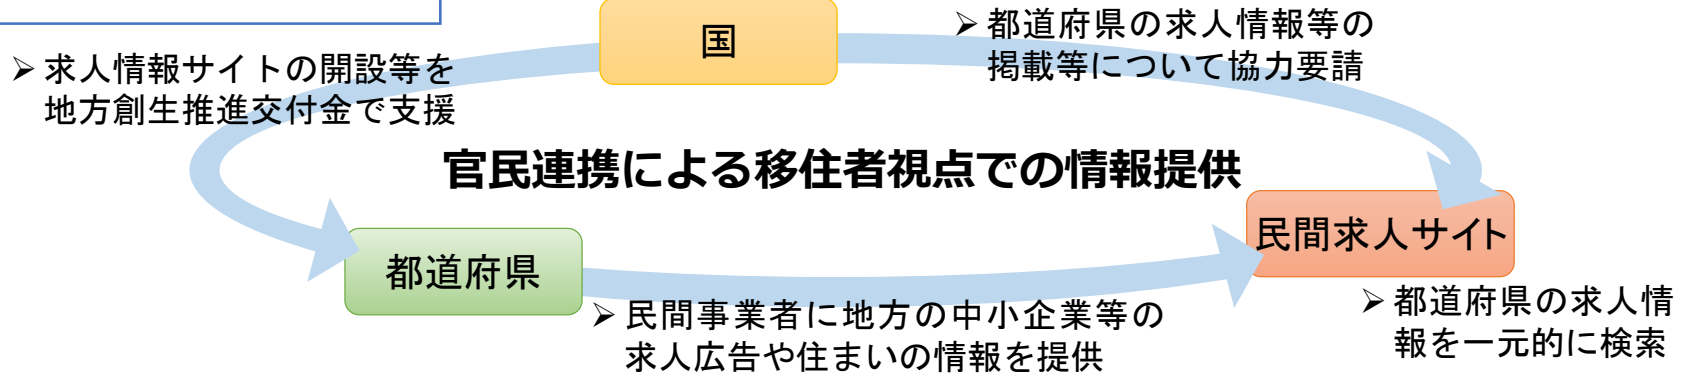 国
➢ 都道府県の求人情報等の
掲載等について協力要請
➢ 求人情報サイトの開設等を
地方創生推進交付金で支援
官民連携による移住者視点での情報提供
民間求人サイト
都道府県
➢ 民間事業者に地方の中小企業等の
求人広告や住まいの情報を提供
➢ 都道府県の求人情
報を一元的に検索